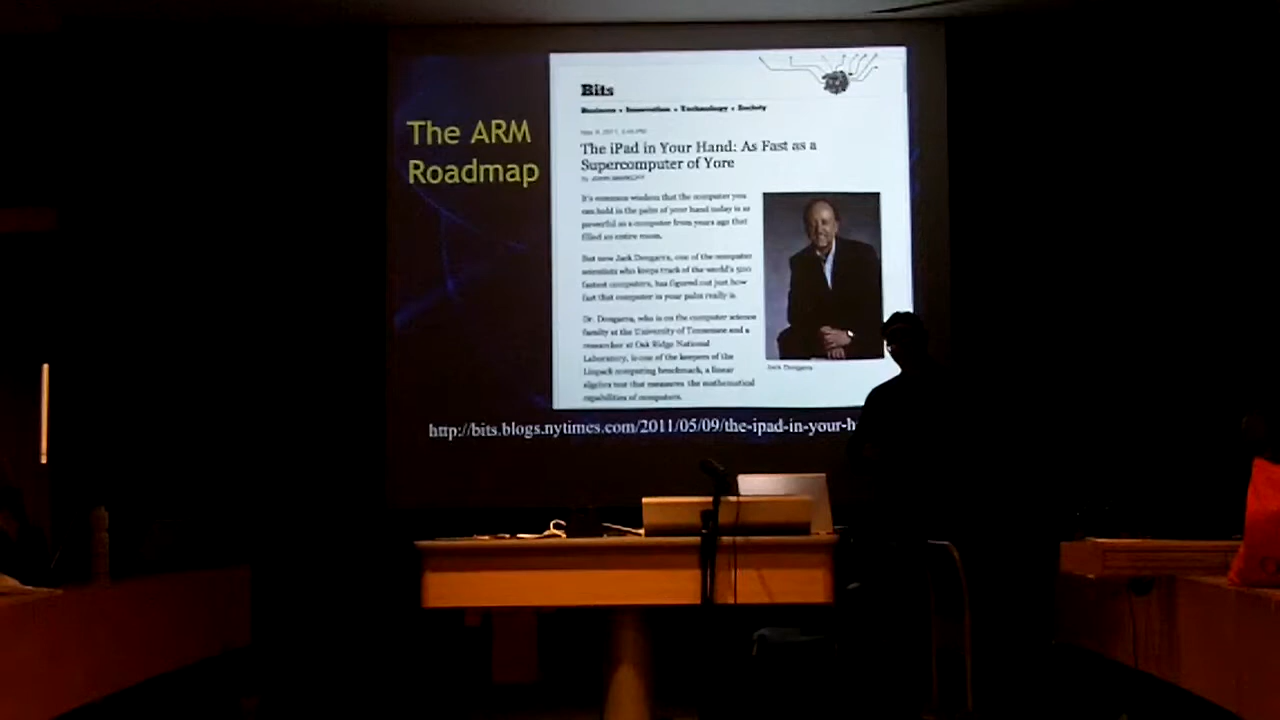 The ARM
Roadmap
Bits
Business • Innovation • Technology • Society
The iPad in Your Hand: As Fast as a
Supercomputer of Yore
By JOHN MARKOFF
It's common wisdom that the computer you
can hold in the palm of your hand today is as
powerful as a computer from years ago that
filled an entire room.
But now Jack Dongarra, one of the computer
scientists who keeps track of the world's 500
fastest computers, has figured out just how
fast that computer in your palm really is.
Dr. Dongarra, who is on the computer science
faculty at the University of Tennessee and a
researcher at Oak Ridge National
Laboratory, is one of the keepers of the
Linpack computing benchmark, a linear
algebra test that measures the mathematical
capabilities of computers.
Jack Dongarra
http://bits.blogs.nytimes.com/2011/05/09/the-ipad-in-your-h